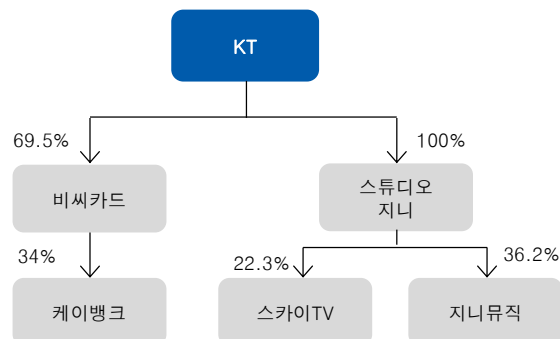 KT
69.5%
100%
비씨카드
스튜디오
지니
34%
22.3%
36.2%
케이뱅크
스카이TV
지니뮤직